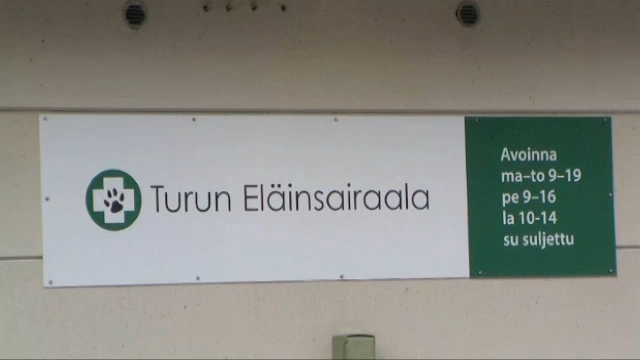 Turun Eläinsairaala
Avoinna
ma–to 9–19
pe 9–16
la 10-14
su suljettu